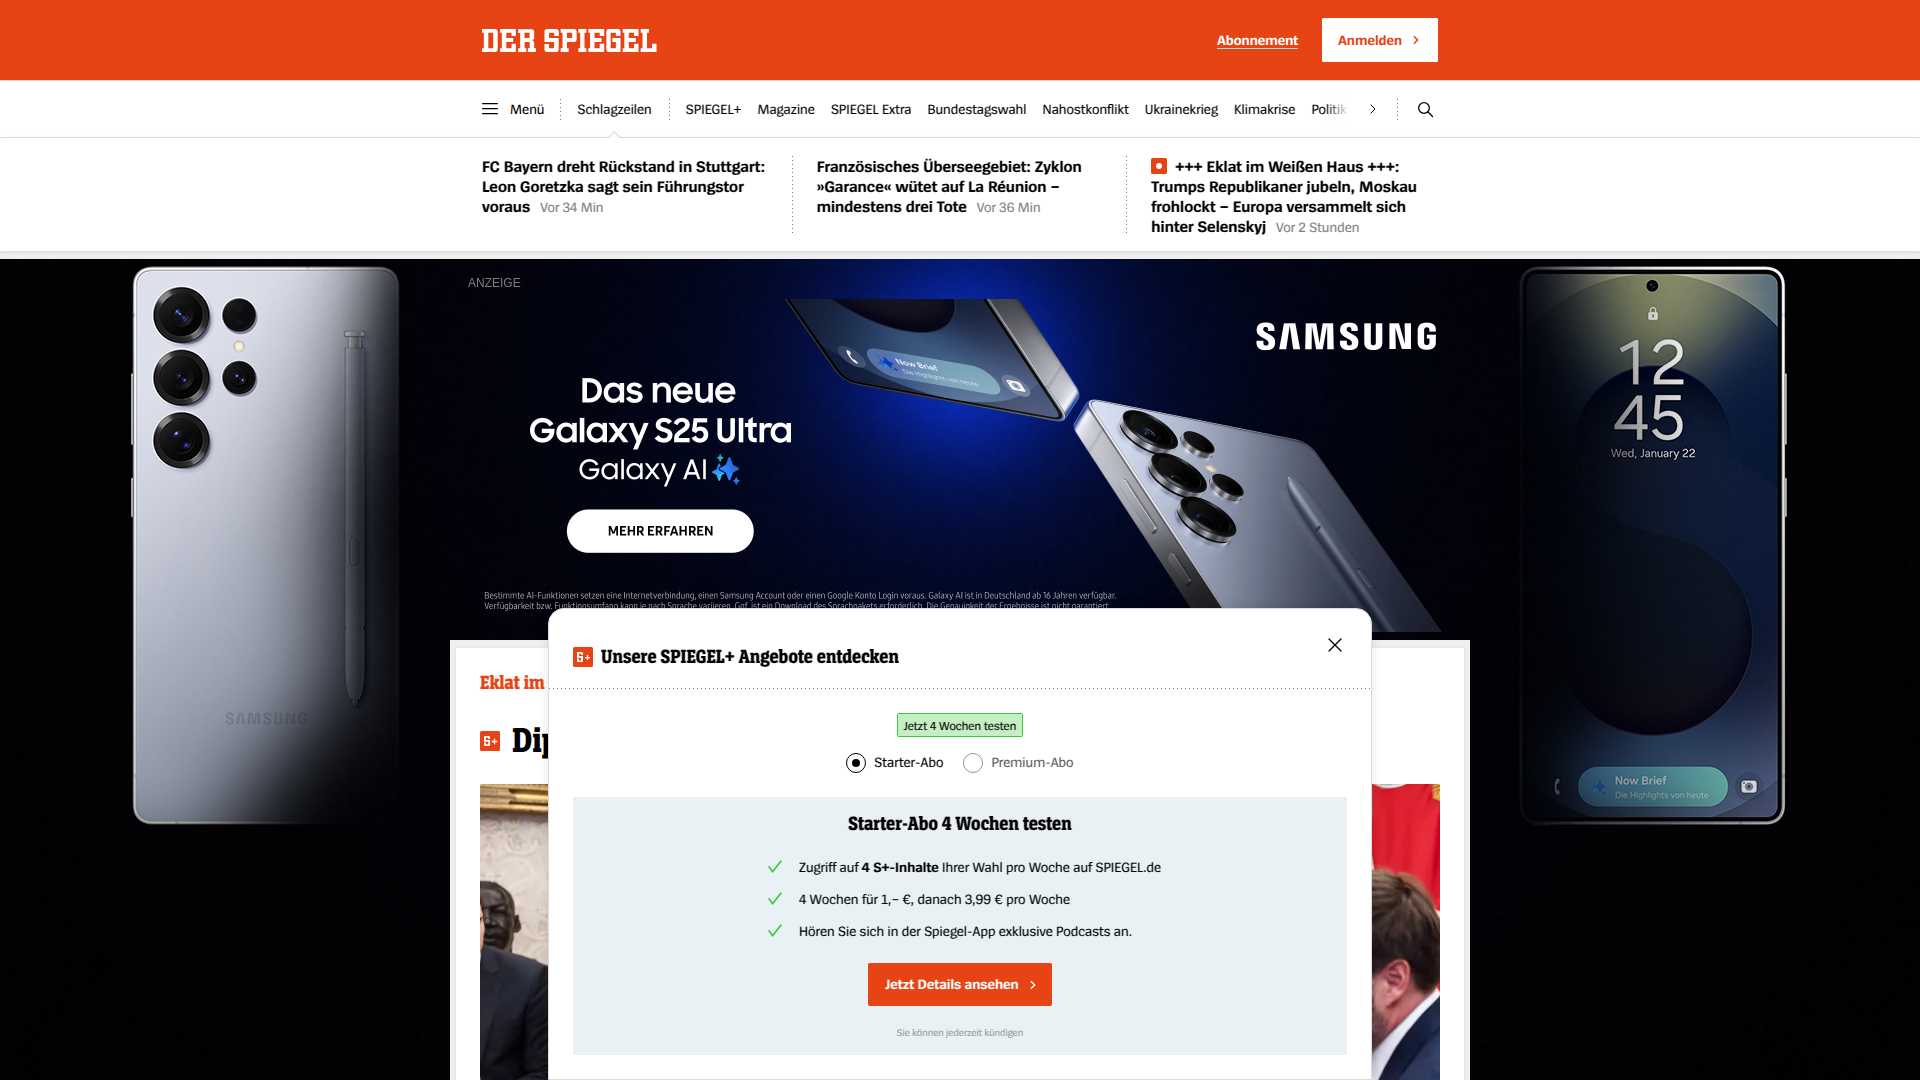 DER SPIEGEL
Abonnement
Anmelden
Menü
Schlagzeilen
SPIEGEL+
Magazine
SPIEGEL Extra
Bundestagswahl
Nahostkonflikt
Ukrainekrieg
Klimakrise
Politik
FC Bayern dreht Rückstand in Stuttgart:
Leon Goretzka sagt sein Führungstor
voraus Vor 34 Min
Französisches Überseegebiet: Zyklon
»Garance« wütet auf La Réunion –
mindestens drei Tote Vor 36 Min
+++ Eklat im Weißen Haus +++:
Trumps Republikaner jubeln, Moskau
frohlockt – Europa versammelt sich
hinter Selenskyj Vor 2 Stunden
ANZEIGE
SAMSUNG
Das neue
Galaxy S25 Ultra
Galaxy AI
MEHR ERFAHREN
Now Brief
Die Highlights von heute
Bestimmte AI-Funktionen setzen eine Internetverbindung, einen Samsung Account oder einen Google Konto Login voraus. Galaxy AI ist in Deutschland ab 16 Jahren verfügbar.
Verfügbarkeit bzw. Funktionsumfang kann je nach Sprache variieren. Ggf. ist ein Download des Sprachpakets erforderlich. Die Genauigkeit der Ergebnisse ist nicht garantiert.
SAMSUNG
12
45
Wed, January 22
Now Brief
Die Highlights von heute
Eklat im
S+ Dip
S+ Unsere SPIEGEL+ Angebote entdecken
Jetzt 4 Wochen testen
Starter-Abo
Premium-Abo
Starter-Abo 4 Wochen testen
Zugriff auf 4 S+-Inhalte Ihrer Wahl pro Woche auf SPIEGEL.de
4 Wochen für 1,– €, danach 3,99 € pro Woche
Hören Sie sich in der Spiegel-App exklusive Podcasts an.
Jetzt Details ansehen
Sie können jederzeit kündigen